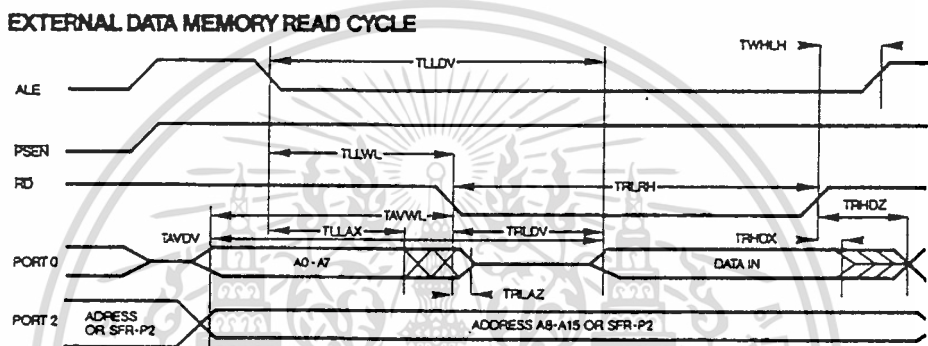 EXTERNAL DATA MEMORY READ CYCLE
TWHLH
TLLDV
ALE
PSEN
TLLWL
RD
TRLRH
TAVWL
TRHDZ
TAVDV
TLLAX
TRLDV
TRHDX
PORT 0
A0-A7
DATA IN
TRLAZ
PORT 2
ADRESS
OR SFR-P2
ADDRESS A8-A15 OR SFR-P2